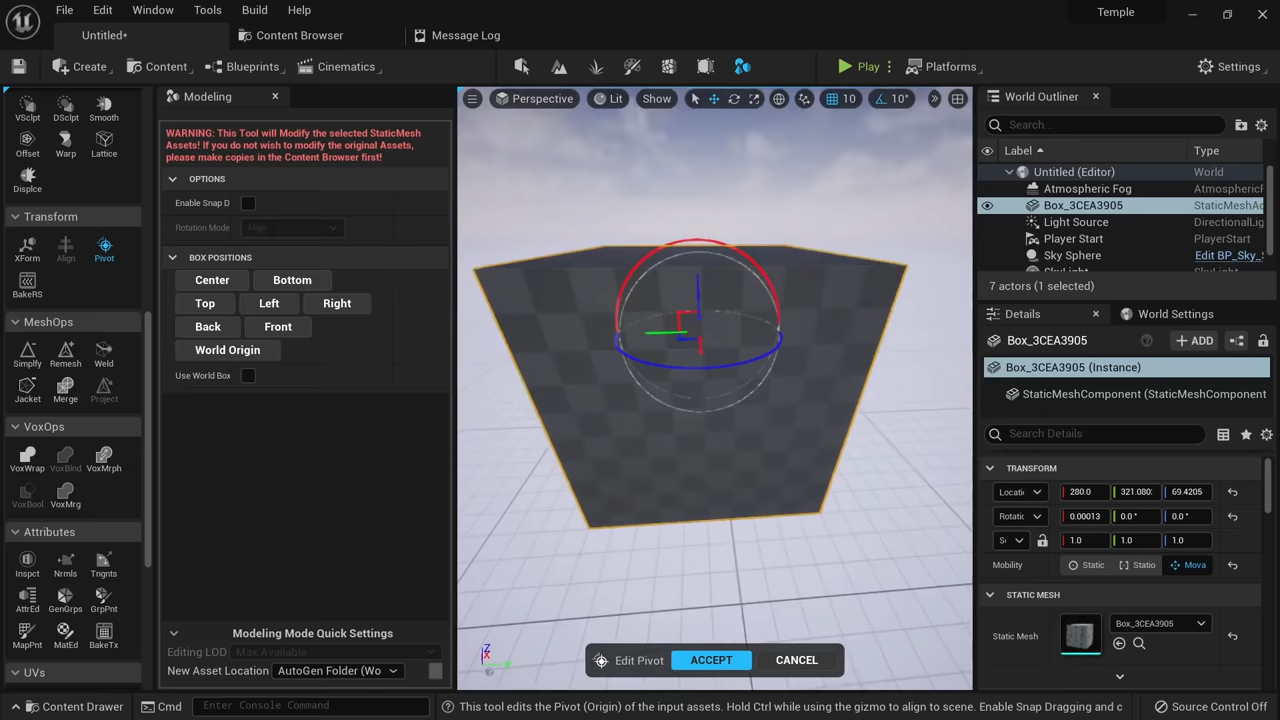 File Edit Window Tools Build Help
Temple
Untitled*
Content Browser
Message Log
Create
Content
Blueprints
Cinematics
Play
Platforms
Settings
VSclpt DSclpt Smooth
Offset Warp Lattice
Displce
Transform
XForm Align Pivot
BakeRS
MeshOps
Simplfy Remesh Weld
Jacket Merge Project
VoxOps
VoxWrap VoxBlnd VoxMrph
VoxBool VoxMrg
Attributes
Inspct Nrmls Tngnts
AttrEd GenGrps GrpPnt
MapPnt MatEd BakeTx
UVs
Modeling
WARNING: This Tool will Modify the selected StaticMesh
Assets! If you do not wish to modify the original Assets,
please make copies in the Content Browser first!
OPTIONS
Enable Snap D
Rotation Mode Align
BOX POSITIONS
Center Bottom
Top Left Right
Back Front
World Origin
Use World Box
Modeling Mode Quick Settings
Editing LOD Max Available
New Asset Location AutoGen Folder (Wo
Perspective Lit Show 10 10°
Z
X
Edit Pivot ACCEPT CANCEL
World Outliner
Search...
Label Type
Untitled (Editor) World
Atmospheric Fog Atmospheric
Box_3CEA3905 StaticMeshAc
Light Source DirectionalLig
Player Start PlayerStart
Sky Sphere Edit BP_Sky_
7 actors (1 selected)
Details
World Settings
Box_3CEA3905 ADD
Box_3CEA3905 (Instance)
StaticMeshComponent (StaticMeshComponent
Search Details
TRANSFORM
Locati 280.0 321.080 69.4205
Rotatio 0.00013 0.0° 0.0°
S 1.0 1.0 1.0
Mobility Static Statio Mova
STATIC MESH
Static Mesh Box_3CEA3905
Content Drawer
Cmd
Enter Console Command
This tool edits the Pivot (Origin) of the input assets. Hold Ctrl while using the gizmo to align to scene. Enable Snap Dragging and c
Source Control Off